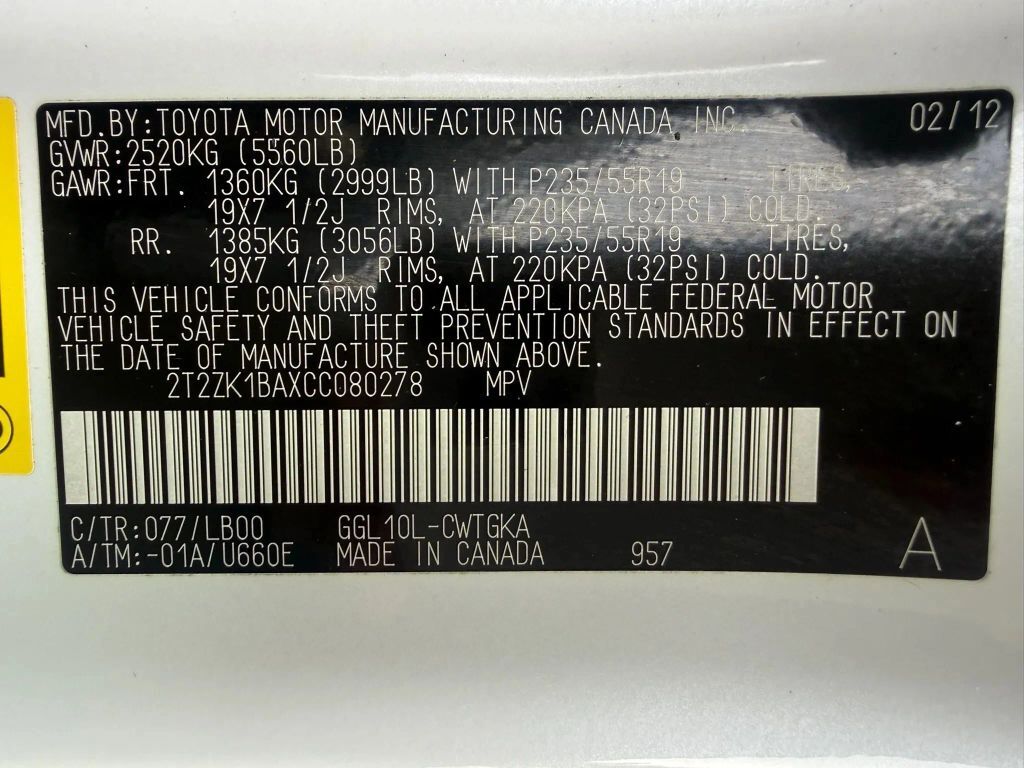 MFD.BY:TOYOTA MOTOR MANUFACTURING CANADA INC. 02/12
GVWR:2520KG (5560LB)
GAWR:FRT. 1360KG (2999LB) WITH P235/55R19 TIRES,
19X7 1/2J RIMS, AT 220KPA (32PSI) COLD.
RR. 1385KG (3056LB) WITH P235/55R19 TIRES,
19X7 1/2J RIMS, AT 220KPA (32PSI) COLD.
THIS VEHICLE CONFORMS TO ALL APPLICABLE FEDERAL MOTOR
VEHICLE SAFETY AND THEFT PREVENTION STANDARDS IN EFFECT ON
THE DATE OF MANUFACTURE SHOWN ABOVE.
2T2ZK1BAXCC080278 MPV
C/TR:077/LB00 GGL10L-CWTGKA
A/TM:-01A/U660E MADE IN CANADA 957 A